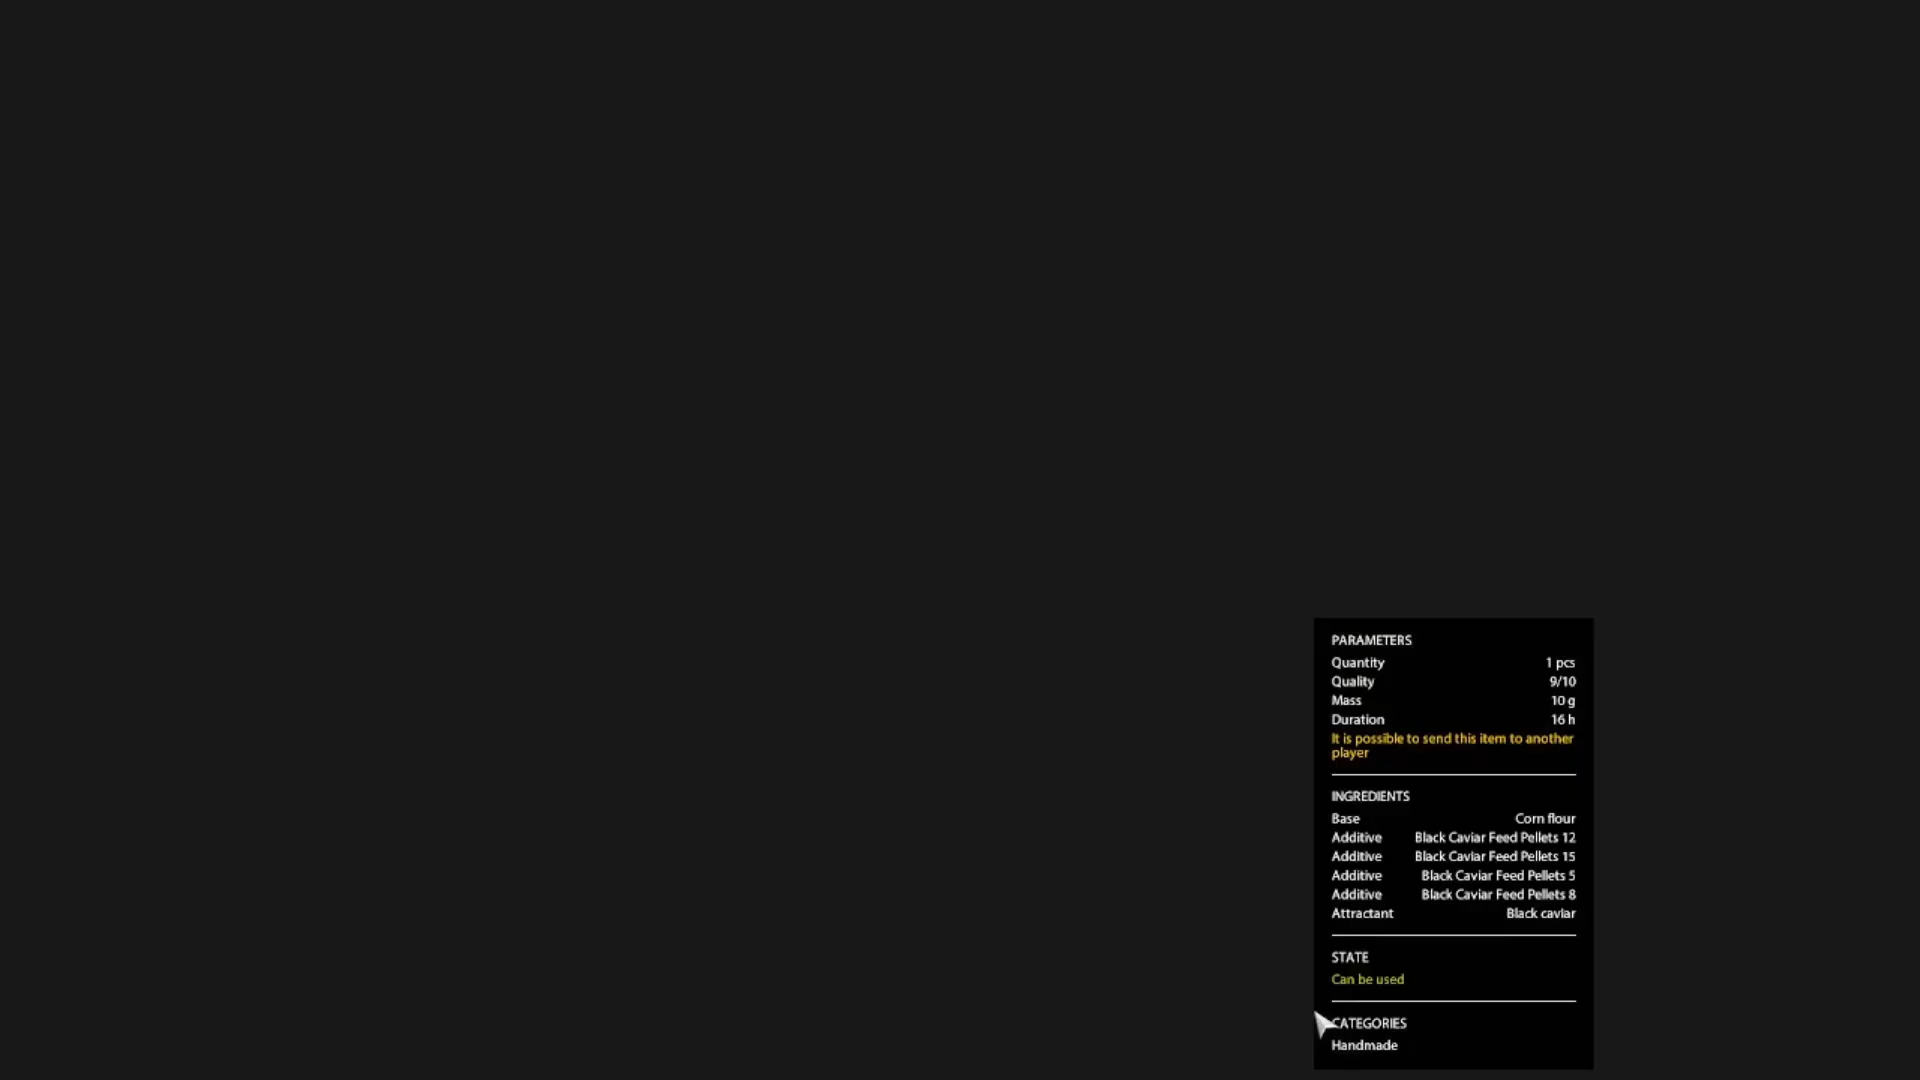 PARAMETERS
Quantity 1 pcs
Quality 9/10
Mass 10 g
Duration 16 h
It is possible to send this item to another
player
INGREDIENTS
Base Corn flour
Additive Black Caviar Feed Pellets 12
Additive Black Caviar Feed Pellets 15
Additive Black Caviar Feed Pellets 5
Additive Black Caviar Feed Pellets 8
Attractant Black caviar
STATE
Can be used
CATEGORIES
Handmade